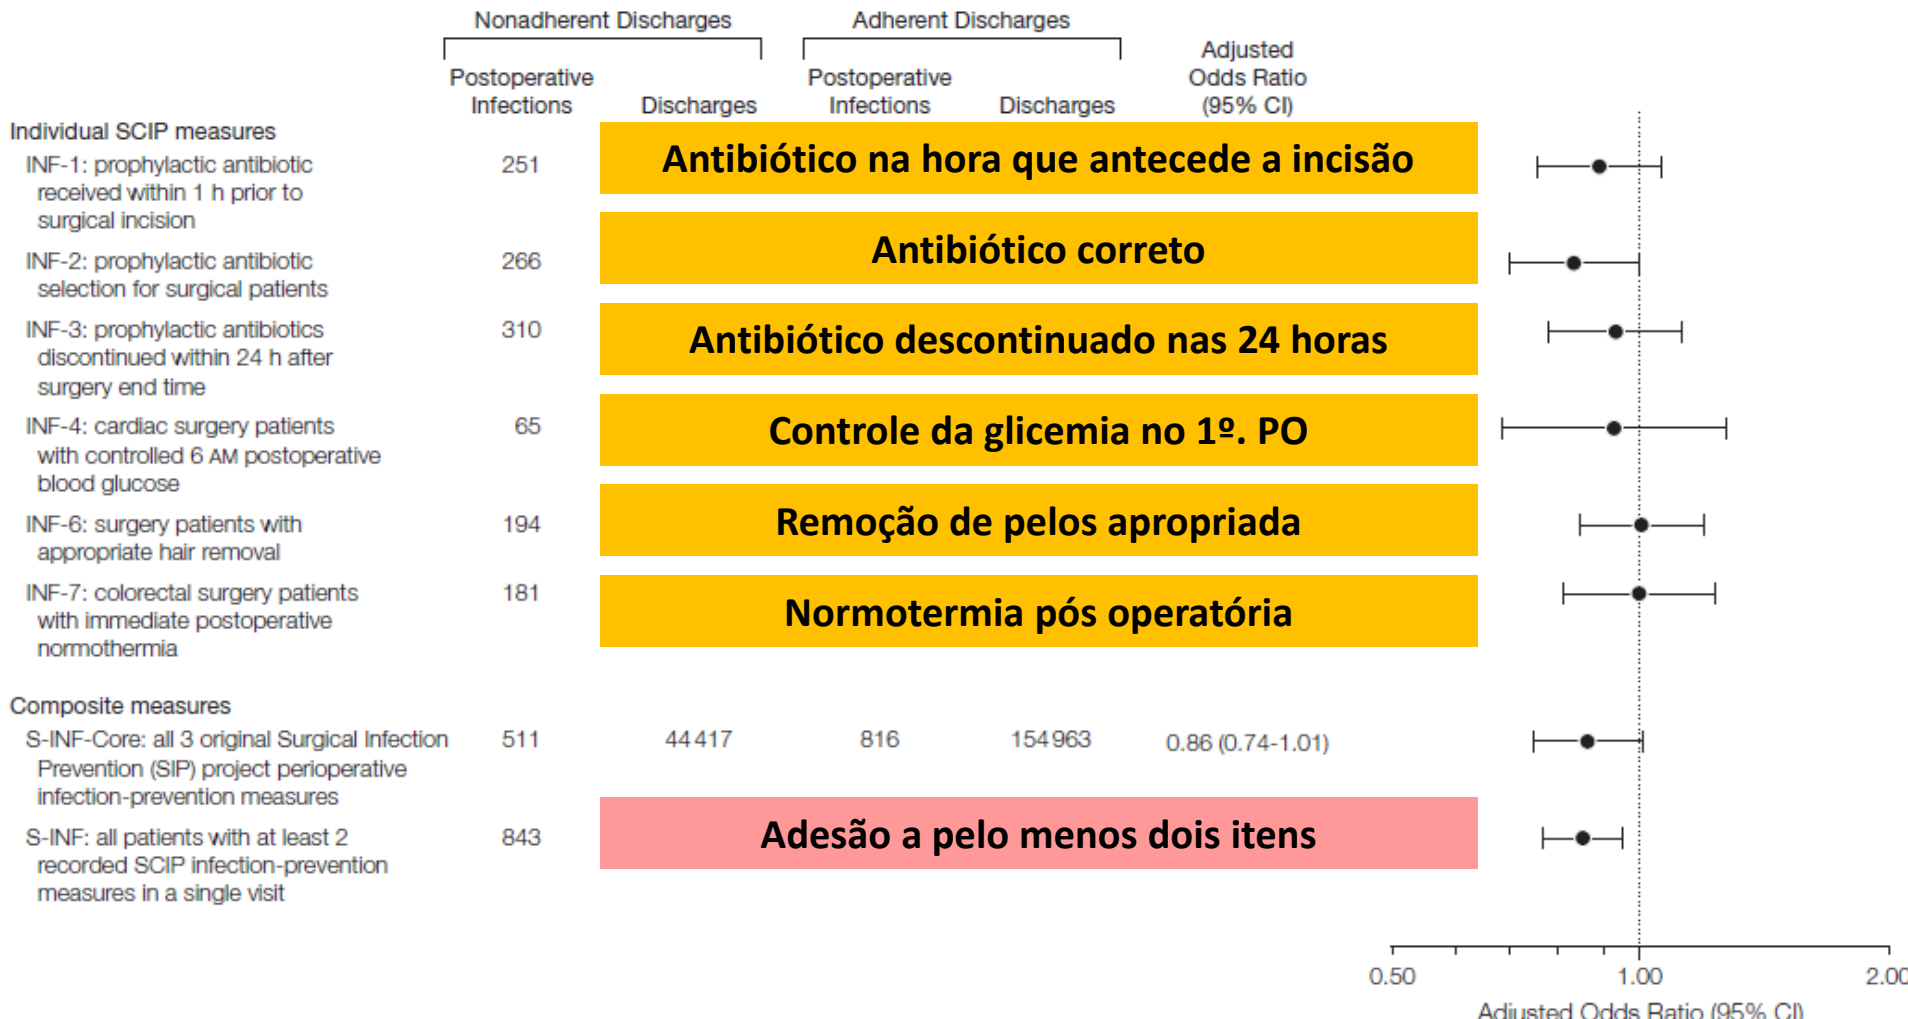 Nonadherent Discharges
Adherent Discharges
Postoperative
Infections
Discharges
Postoperative
Infections
Discharges
Adjusted
Odds Ratio
(95% CI)
Individual SCIP measures
INF-1: prophylactic antibiotic
received within 1 h prior to
surgical incision
251
Antibiótico na hora que antecede a incisão
INF-2: prophylactic antibiotic
selection for surgical patients
266
Antibiótico correto
INF-3: prophylactic antibiotics
discontinued within 24 h after
surgery end time
310
Antibiótico descontinuado nas 24 horas
INF-4: cardiac surgery patients
with controlled 6 AM postoperative
blood glucose
65
Controle da glicemia no 1º. PO
INF-6: surgery patients with
appropriate hair removal
194
Remoção de pelos apropriada
INF-7: colorectal surgery patients
with immediate postoperative
normothermia
181
Normotermia pós operatória
Composite measures
S-INF-Core: all 3 original Surgical Infection
Prevention (SIP) project perioperative
infection-prevention measures
511 44417 816 154963 0.86 (0.74-1.01)
S-INF: all patients with at least 2
recorded SCIP infection-prevention
measures in a single visit
843
Adesão a pelo menos dois itens
0.50 1.00 2.00
Adjusted Odds Ratio (95% CI)